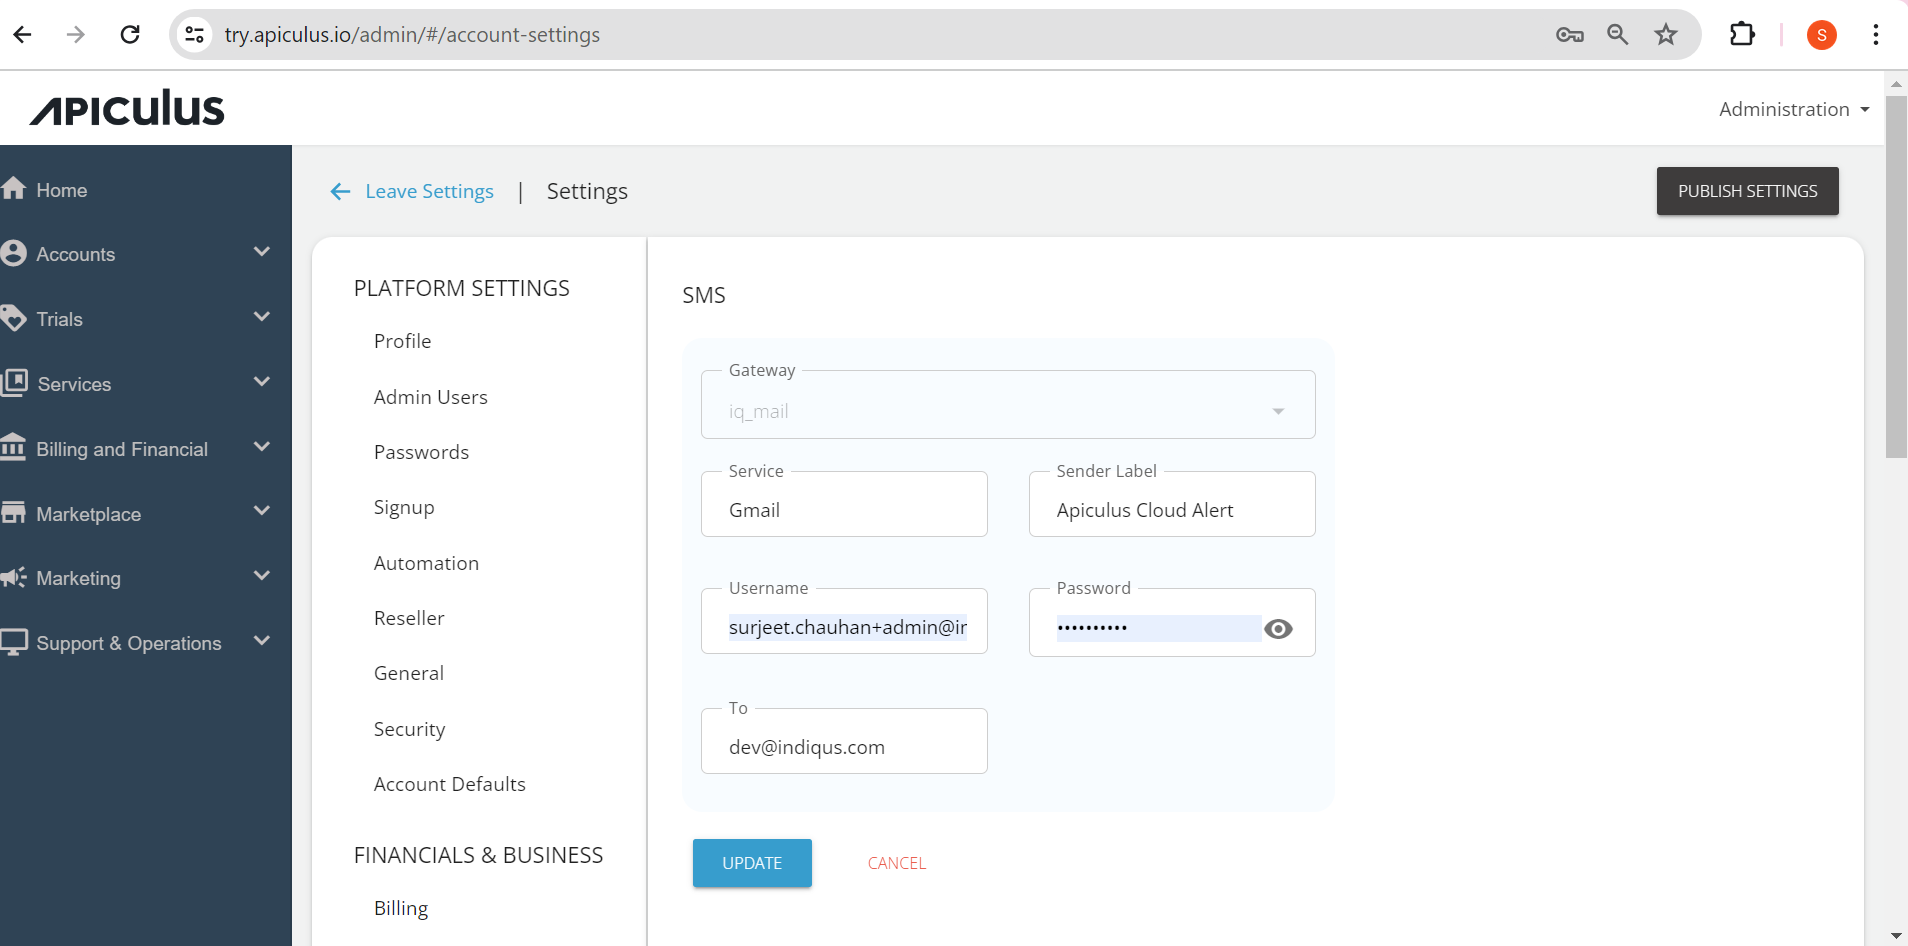 try.apiculus.io/admin/#/account-settings
S
APICULUS
Administration
Home
Accounts
Trials
Services
Billing and Financial
Marketplace
Marketing
Support & Operations
Leave Settings | Settings
PUBLISH SETTINGS
PLATFORM SETTINGS
Profile
Admin Users
Passwords
Signup
Automation
Reseller
General
Security
Account Defaults
FINANCIALS & BUSINESS
Billing
SMS
Gateway
iq_mail
Service
Gmail
Sender Label
Apiculus Cloud Alert
Username
surjeet.chauhan+admin@ir
Password
••••••••••
To
dev@indiqus.com
UPDATE
CANCEL